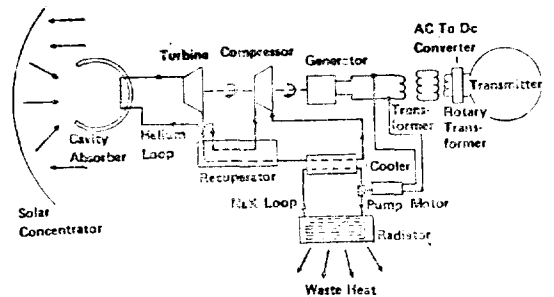 AC To Dc
Converter
Turbine
Compressor
Generator
Transmitter
Trans-
former
Rotary
Trans-
former
Helium
Loop
Cavity
Absorber
Recuperator
Cooler
NaK Loop
Pump Motor
Solar
Concentrator
Radiator
Waste Heat